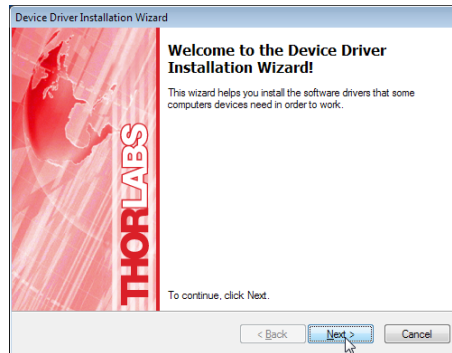 Device Driver Installation Wizard
Welcome to the Device Driver
Installation Wizard!
This wizard helps you install the software drivers that some
computers devices need in order to work.
THORLABS
To continue, click Next.
< Back
Next >
Cancel